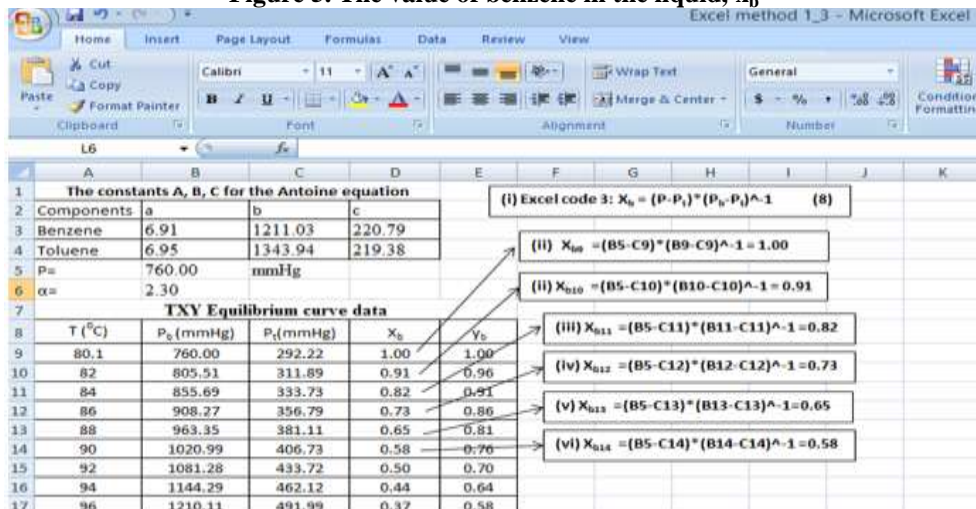 Figure 3. The value of benzene in the liquid, xb
Excel method 1_3 - Microsoft Excel
Home Insert Page Layout Formulas Data Review View
Cut
Copy
Paste
Format Painter
Clipboard
Calibri 11 A A
B I U A
Font
Wrap Text
Merge & Center
Alignment
General
$ % , .00 .00
Number
Condition
Formattin
L6 fx
A B C D E F G H I J K
1 The constants A, B, C for the Antoine equation
2 Components a b c
3 Benzene 6.91 1211.03 220.79
4 Toluene 6.95 1343.94 219.38
5 P= 760.00 mmHg
6 α= 2.30
7 TXY Equilibrium curve data
8 T (⁰C) Pb (mmHg) Pt(mmHg) Xb yb
9 80.1 760.00 292.22 1.00 1.00
10 82 805.51 311.89 0.91 0.96
11 84 855.69 333.73 0.82 0.91
12 86 908.27 356.79 0.73 0.86
13 88 963.35 381.11 0.65 0.81
14 90 1020.99 406.73 0.58 0.76
15 92 1081.28 433.72 0.50 0.70
16 94 1144.29 462.12 0.44 0.64
17 96 1210.11 491.99 0.37 0.58
(i) Excel code 3: Xb = (P-Pt)*(Pb-Pt)^-1 (8)
(ii) Xb9 =(B5-C9)*(B9-C9)^-1 = 1.00
(ii) Xb10 =(B5-C10)*(B10-C10)^-1 = 0.91
(iii) Xb11 =(B5-C11)*(B11-C11)^-1=0.82
(iv) Xb12 =(B5-C12)*(B12-C12)^-1=0.73
(v) Xb13 =(B5-C13)*(B13-C13)^-1=0.65
(vi) Xb14 =(B5-C14)*(B14-C14)^-1=0.58